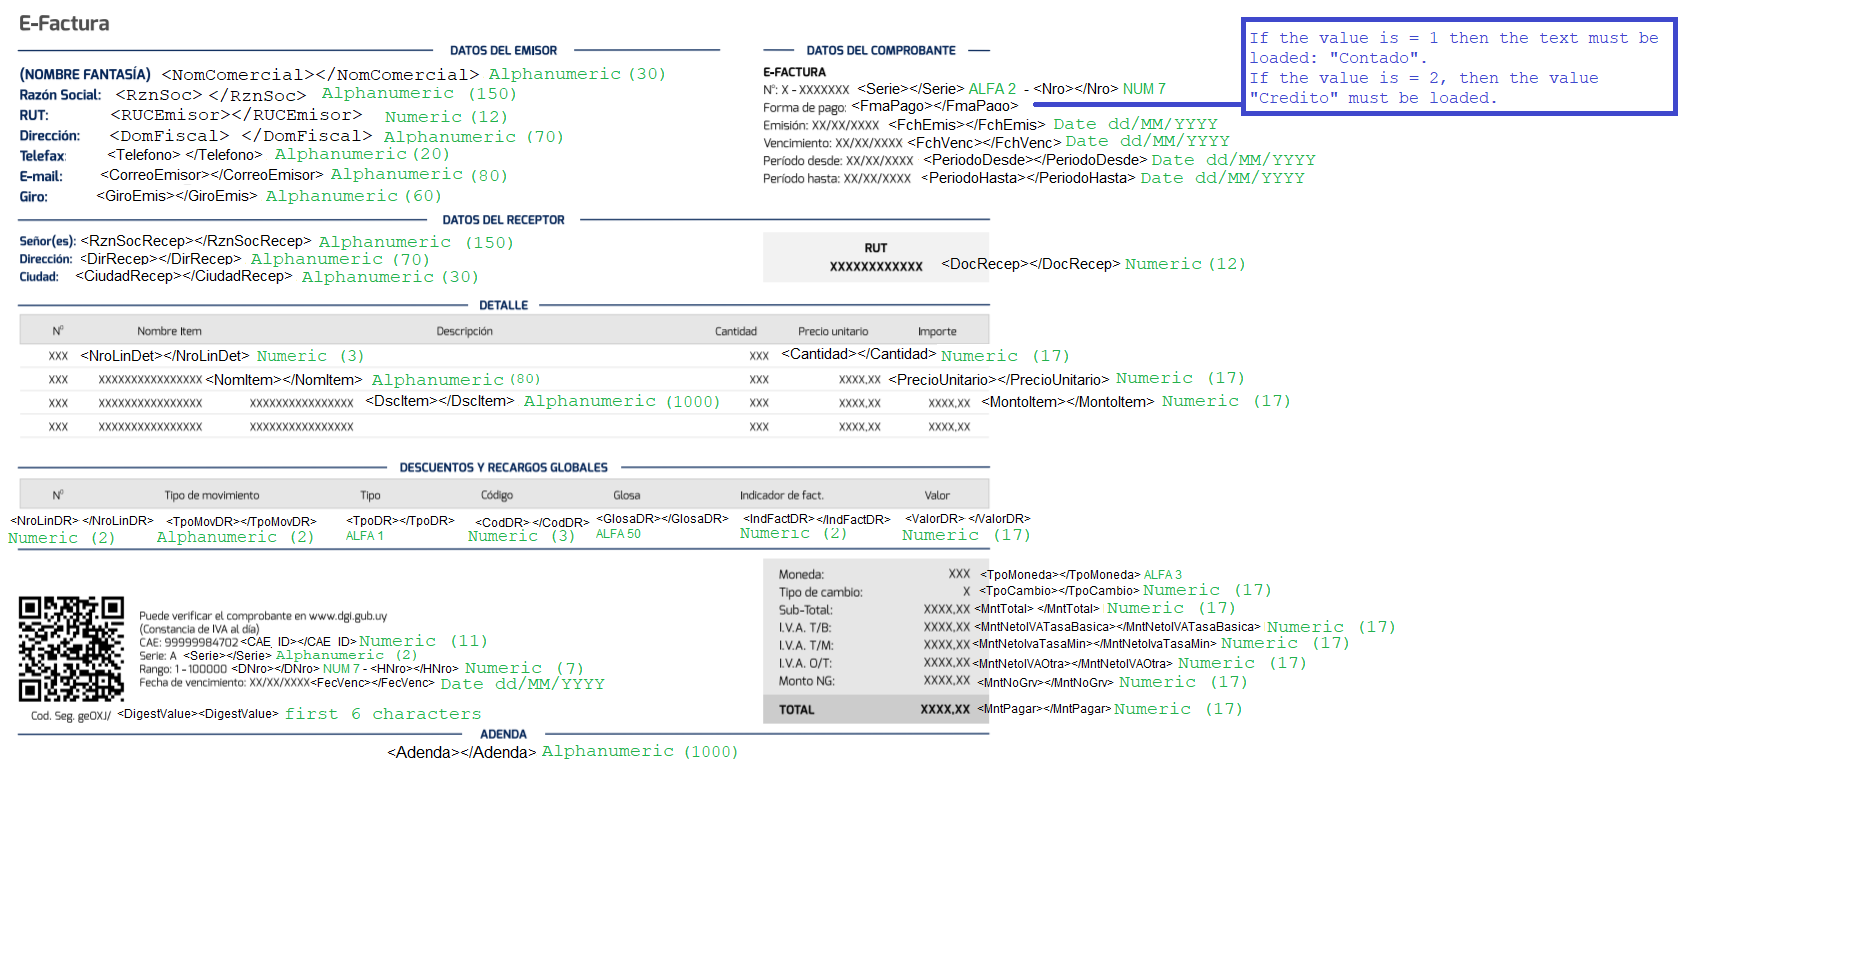 E-Factura
DATOS DEL EMISOR
(NOMBRE FANTASÍA) <NomComercial></NomComercial> Alphanumeric (30)
Razón Social: <RznSoc> </RznSoc> Alphanumeric (150)
RUT: <RUCEmisor></RUCEmisor> Numeric (12)
Dirección: <DomFiscal> </DomFiscal> Alphanumeric (70)
Telefax: <Telefono> </Telefono> Alphanumeric (20)
E-mail: <CorreoEmisor></CorreoEmisor> Alphanumeric (80)
Giro: <GiroEmis></GiroEmis> Alphanumeric (60)
DATOS DEL COMPROBANTE
E-FACTURA
N°: X - XXXXXXX <Serie></Serie> ALFA 2 - <Nro></Nro> NUM 7
Forma de pago: <FmaPago></FmaPago>
Emisión: XX/XX/XXXX <FchEmis></FchEmis> Date dd/MM/YYYY
Vencimiento: XX/XX/XXXX <FchVenc></FchVenc> Date dd/MM/YYYY
Período desde: XX/XX/XXXX <PeriodoDesde></PeriodoDesde> Date dd/MM/YYYY
Período hasta: XX/XX/XXXX <PeriodoHasta></PeriodoHasta> Date dd/MM/YYYY
If the value is = 1 then the text must be
loaded: "Contado".
If the value is = 2, then the value
"Credito" must be loaded.
DATOS DEL RECEPTOR
Señor(es): <RznSocRecep></RznSocRecep> Alphanumeric (150)
Dirección: <DirRecep></DirRecep> Alphanumeric (70)
Ciudad: <CiudadRecep></CiudadRecep> Alphanumeric (30)
RUT
XXXXXXXXXXXX <DocRecep></DocRecep> Numeric (12)
DETALLE
N° Nombre Item Descripción Cantidad Precio unitario Importe
XXX <NroLinDet></NroLinDet> Numeric (3) XXX <Cantidad></Cantidad> Numeric (17)
XXX XXXXXXXXXXXXXXXX <NomItem></NomItem> Alphanumeric (80) XXX XXXX,XX <PrecioUnitario></PrecioUnitario> Numeric (17)
XXX XXXXXXXXXXXXXXXX XXXXXXXXXXXXXXXX <DscItem></DscItem> Alphanumeric (1000) XXX XXXX,XX XXXX,XX <MontoItem></MontoItem> Numeric (17)
XXX XXXXXXXXXXXXXXXX XXXXXXXXXXXXXXXX XXX XXXX,XX XXXX,XX
DESCUENTOS Y RECARGOS GLOBALES
N° Tipo de movimiento Tipo Código Glosa Indicador de fact. Valor
<NroLinDR> </NroLinDR> <TpoMovDR></TpoMovDR> <TpoDR></TpoDR> <CodDR> </CodDR> <GlosaDR></GlosaDR> <IndFactDR> </IndFactDR> <ValorDR> </ValorDR>
Numeric (2) Alphanumeric (2) ALFA 1 Numeric (3) ALFA 50 Numeric (2) Numeric (17)
Puede verificar el comprobante en www.dgi.gub.uy
(Constancia de IVA al día)
CAE: 99999984702 <CAE_ID></CAE_ID> Numeric (11)
Serie: A <Serie></Serie> Alphanumeric (2)
Rango: 1 - 100000 <DNro></DNro> NUM 7 - <HNro></HNro> Numeric (7)
Fecha de vencimiento: XX/XX/XXXX<FecVenc></FecVenc> Date dd/MM/YYYY
Cod. Seg. geOXJ/ <DigestValue><DigestValue> first 6 characters
Moneda: XXX <TpoMoneda></TpoMoneda> ALFA 3
Tipo de cambio: X <TpoCambio></TpoCambio> Numeric (17)
Sub-Total: XXXX,XX <MntTotal> </MntTotal> Numeric (17)
I.V.A. T/B: XXXX,XX <MntNetoIVATasaBasica></MntNetoIVATasaBasica> Numeric (17)
I.V.A. T/M: XXXX,XX <MntNetoIvaTasaMin></MntNetoIvaTasaMin> Numeric (17)
I.V.A. O/T: XXXX,XX <MntNetoIVAOtra></MntNetoIVAOtra> Numeric (17)
Monto NG: XXXX,XX <MntNoGrv></MntNoGrv> Numeric (17)
TOTAL XXXX,XX <MntPagar></MntPagar> Numeric (17)
ADENDA
<Adenda></Adenda> Alphanumeric (1000)